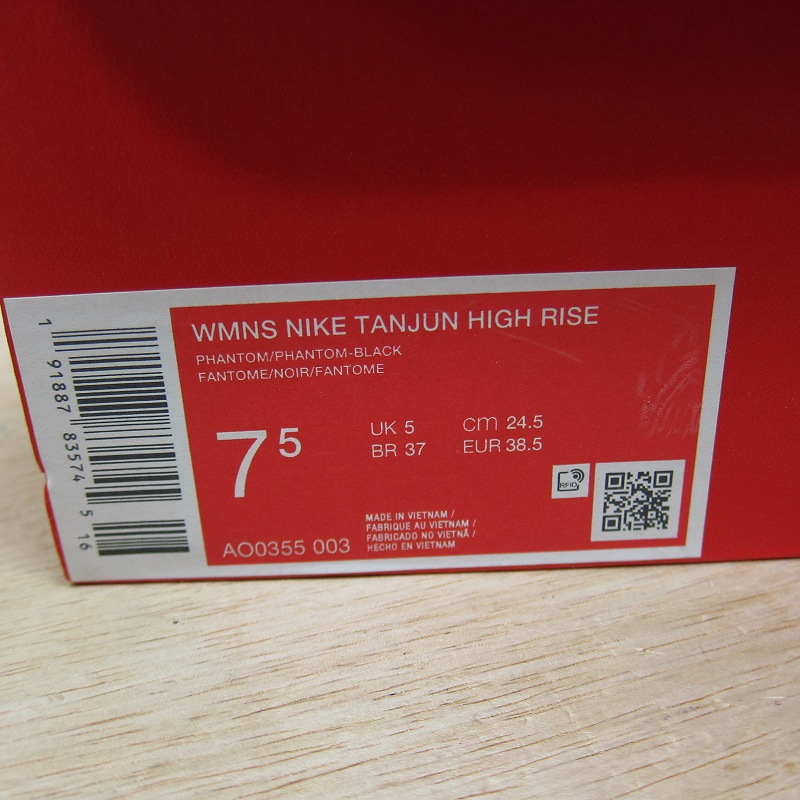 WMNS NIKE TANJUN HIGH RISE
PHANTOM/PHANTOM-BLACK
FANTOME/NOIR/FANTOME
7 5
UK 5 cm 24.5
BR 37 EUR 38.5
RFID
MADE IN VIETNAM /
FABRIQUE AU VIETNAM /
FABRICADO NO VIETNÃ /
HECHO EN VIETNAM
AO0355 003
1 91887 83574 5 16